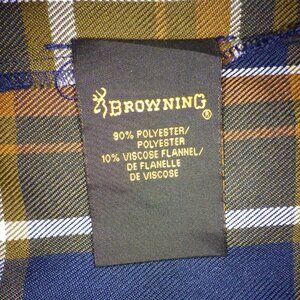 BROWNING®
90% POLYESTER/
POLYESTER
10% VISCOSE FLANNEL/
DE FLANELLE
DE VISCOSE